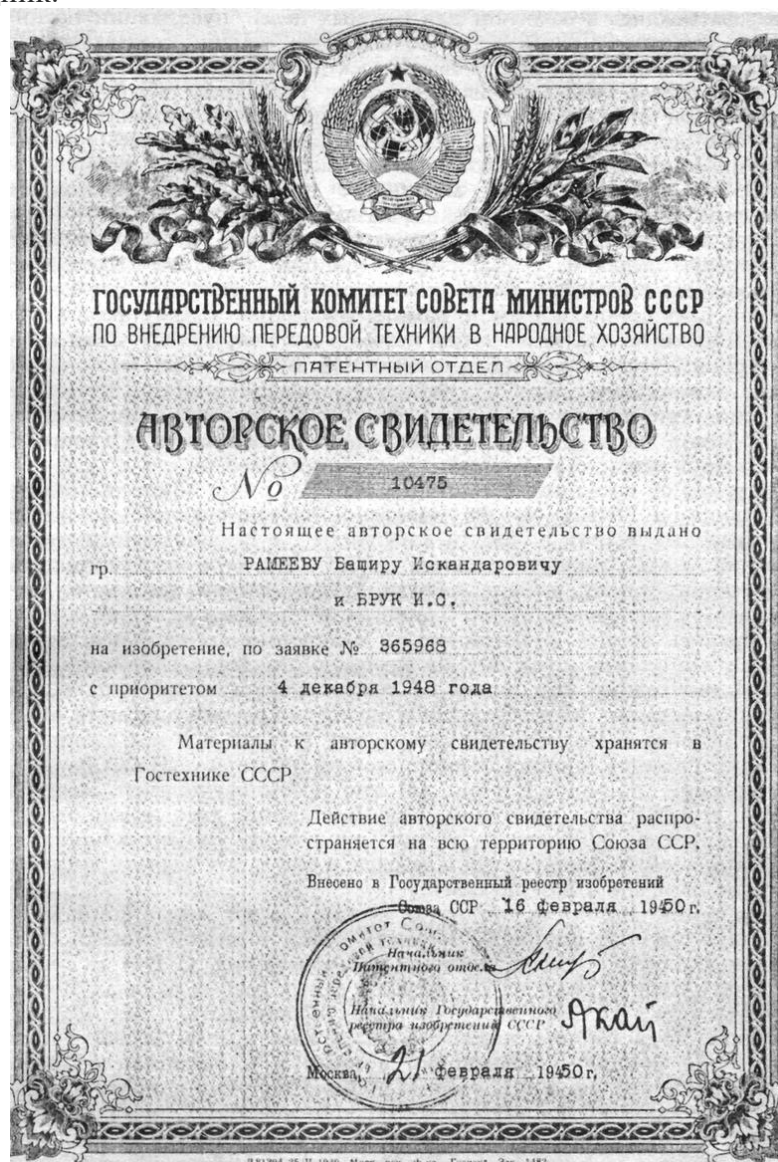 ник.
ГОСУДАРСТВЕННЫЙ КОМИТЕТ СОВЕТА МИНИСТРОВ СССР
ПО ВНЕДРЕНИЮ ПЕРЕДОВОЙ ТЕХНИКИ В НАРОДНОЕ ХОЗЯЙСТВО
ПАТЕНТНЫЙ ОТДЕЛ
АВТОРСКОЕ СВИДЕТЕЛЬСТВО
№ 10475
Настоящее авторское свидетельство выдано
гр. РАМЕЕВУ Баширу Искандаровичу
и БРУК И.С.
на изобретение, по заявке № 365968
с приоритетом 4 декабря 1948 года
Материалы к авторскому свидетельству хранятся в
Гостехнике СССР.
Действие авторского свидетельства распро-
страняется на всю территорию Союза ССР.
Внесено в Государственный реестр изобретений
Союза ССР 16 февраля 1950 г.
Начальник
Патентного отдела
Начальник Государственного
реестра изобретений СССР
Москва, 21 февраля 1950 г.